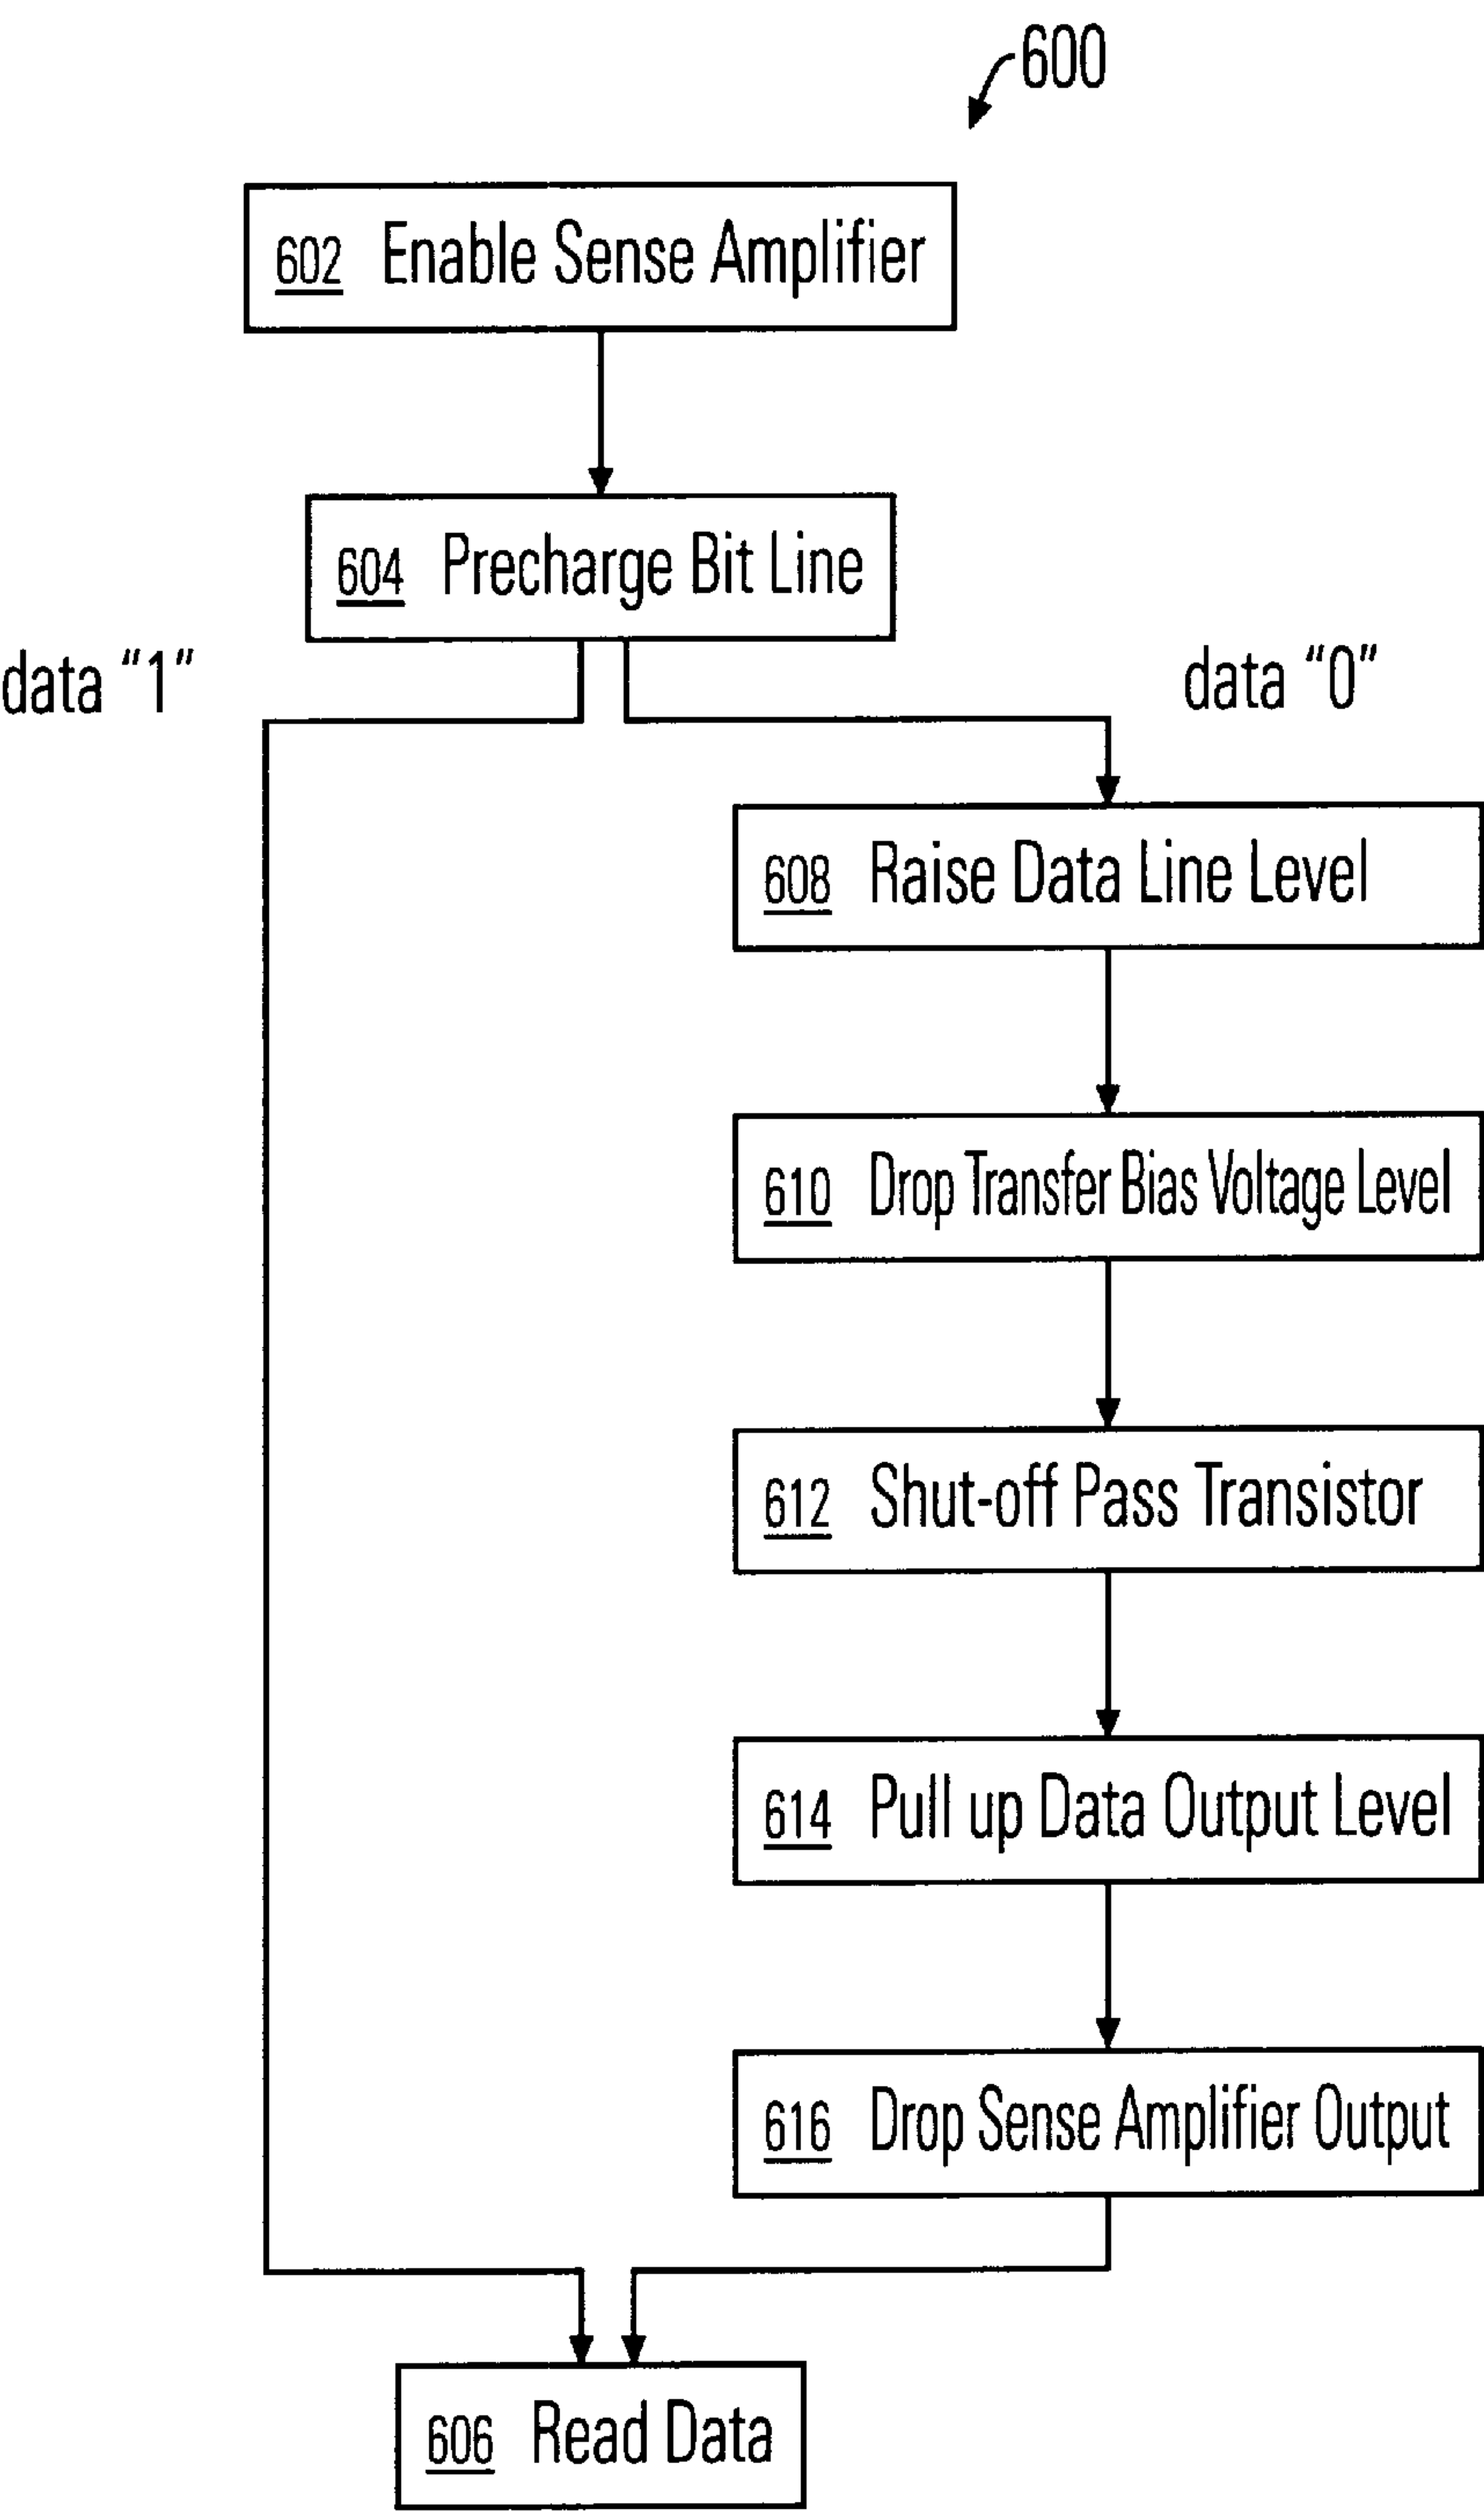 600
602 Enable Sense Amplifier
604 Precharge Bit Line
data "1"
data "0"
608 Raise Data Line Level
610 Drop Transfer Bias Voltage Level
612 Shut-off Pass Transistor
614 Pull up Data Output Level
616 Drop Sense Amplifier Output
606 Read Data